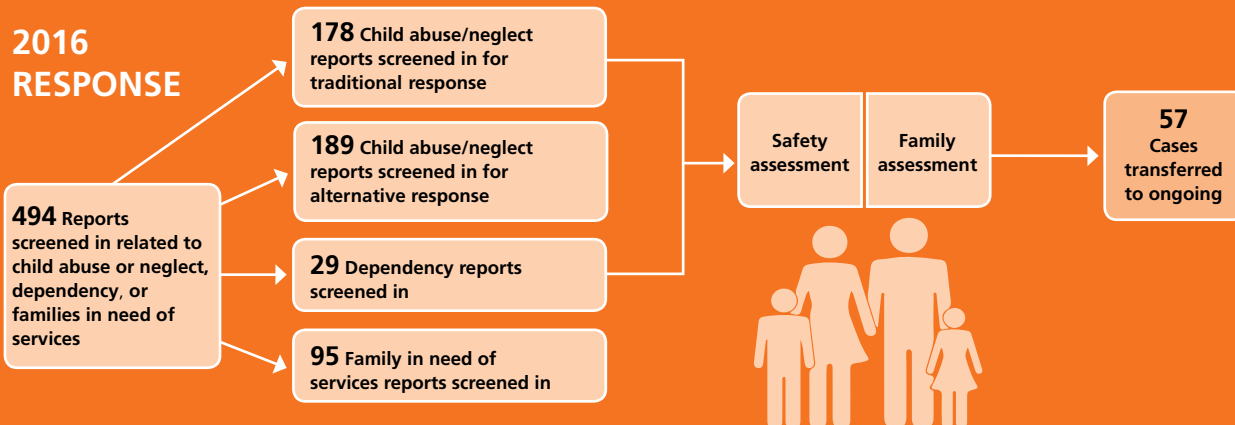 2016
RESPONSE
494 Reports
screened in related to
child abuse or neglect,
dependency, or
families in need of
services
178 Child abuse/neglect
reports screened in for
traditional response
189 Child abuse/neglect
reports screened in for
alternative response
29 Dependency reports
screened in
95 Family in need of
services reports screened in
Safety
assessment
Family
assessment
57
Cases
transferred
to ongoing